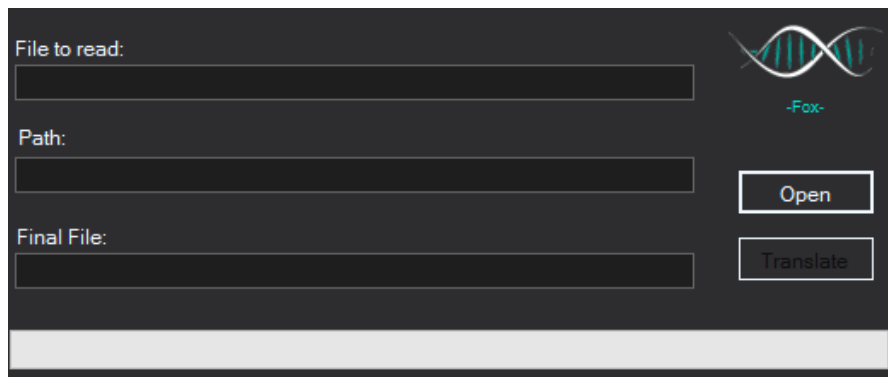 File to read:
-Fox-
Path:
Open
Final File:
Translate